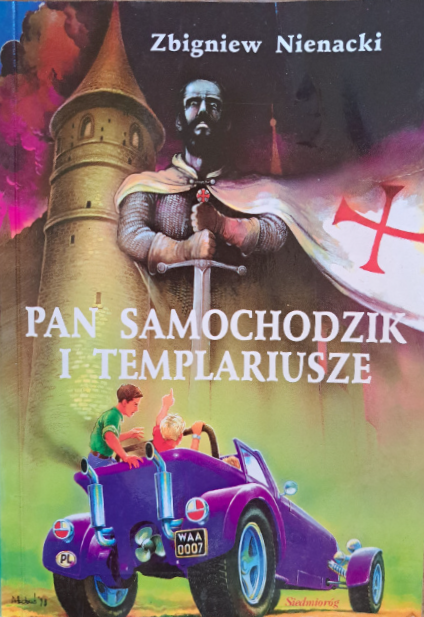 Zbigniew Nienacki
PAN SAMOCHODZIK
I TEMPLARIUSZE
WAA
0007
PL
Siedmioróg